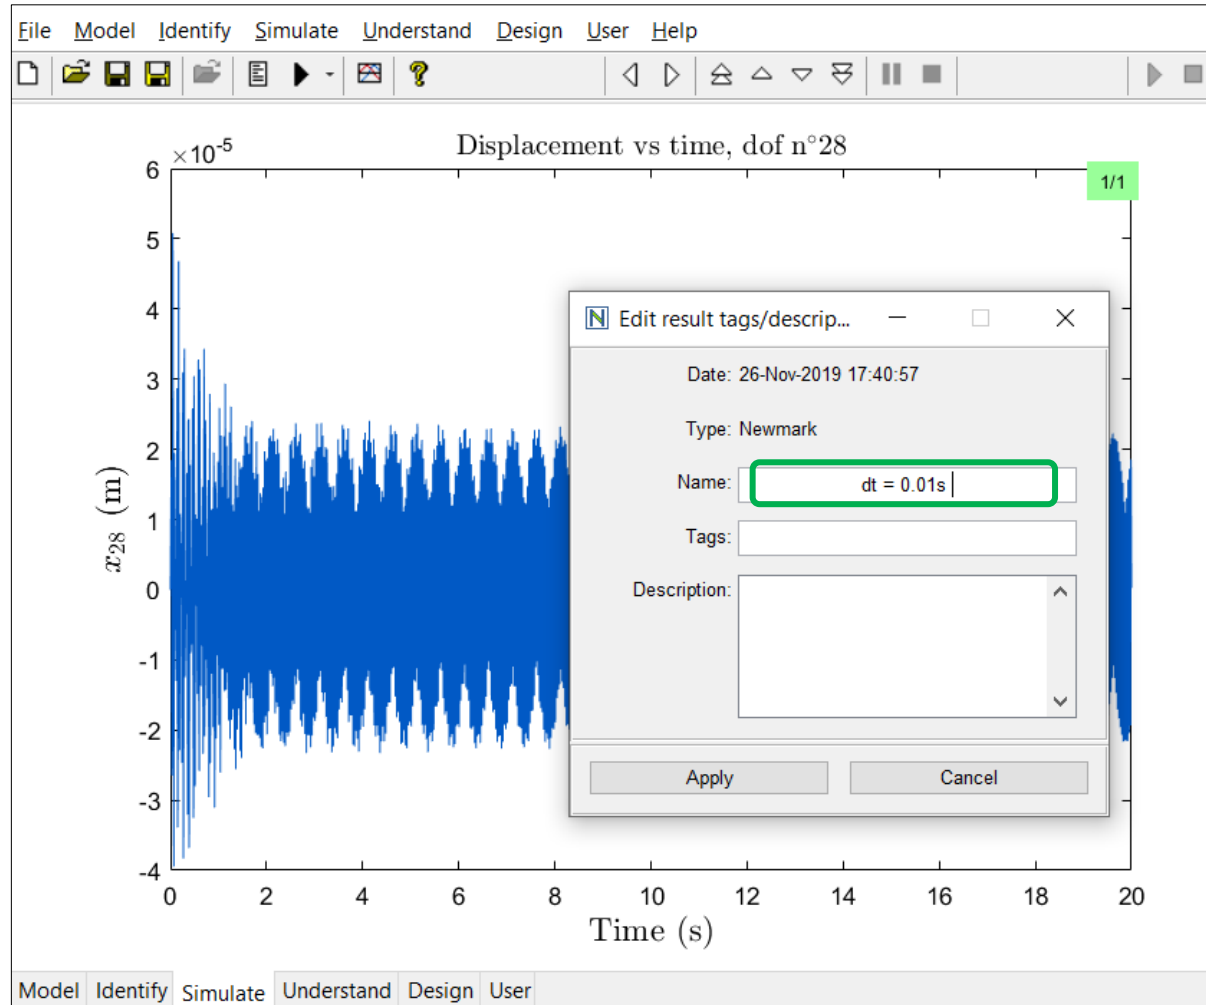 File Model Identify Simulate Understand Design User Help
Displacement vs time, dof n°28
×10-5
1/1
6
5
4
3
2
1
0
-1
-2
-3
-4
x28 (m)
0 2 4 6 8 10 12 14 16 18 20
Time (s)
Edit result tags/descrip...
Date: 26-Nov-2019 17:40:57
Type: Newmark
Name: dt = 0.01s
Tags:
Description:
Apply Cancel
Model Identify Simulate Understand Design User